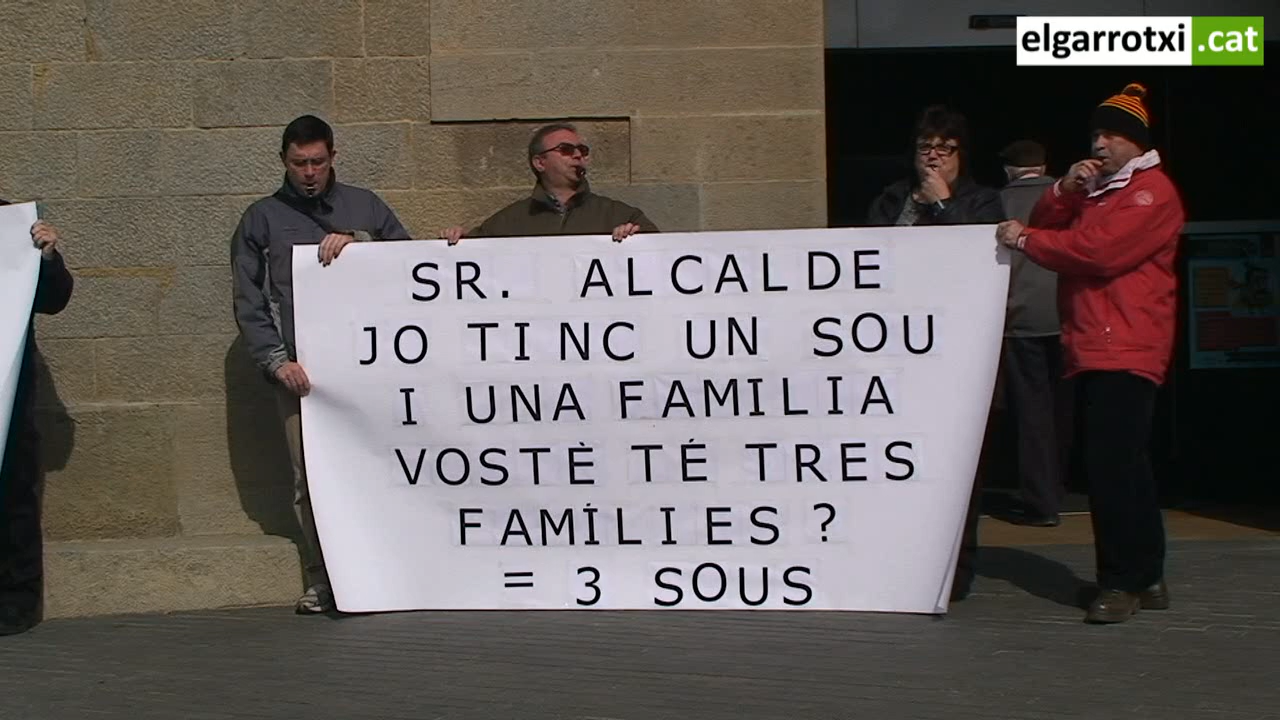 elgarrotxi.cat
SR. ALCALDE
JO TINC UN SOU
I UNA FAMILIA
VOSTÈ TÉ TRES
FAMÍLIES?
= 3 SOUS